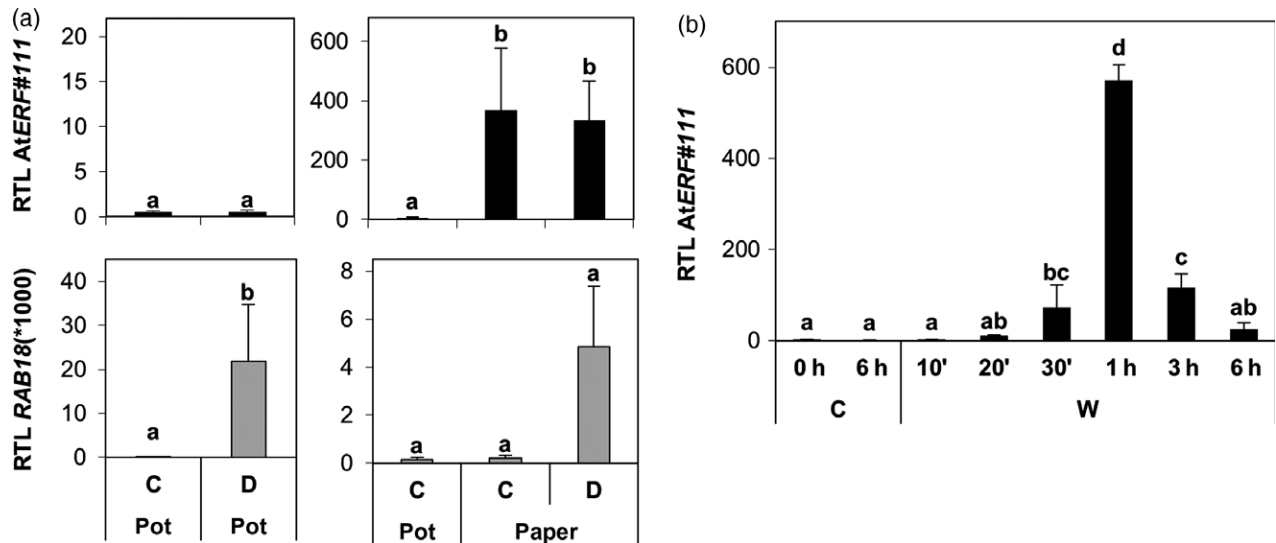 (a)
RTL AtERF#111
20
15
10
5
0
a a
600
400
200
0
a b b
RTL RAB18(*1000)
40
30
20
10
0
a b
C D
Pot Pot
8
6
4
2
0
a a a
C C D
Pot Paper
(b)
RTL AtERF#111
600
400
200
0
a a a ab bc d c ab
0 h 6 h 10' 20' 30' 1 h 3 h 6 h
C W